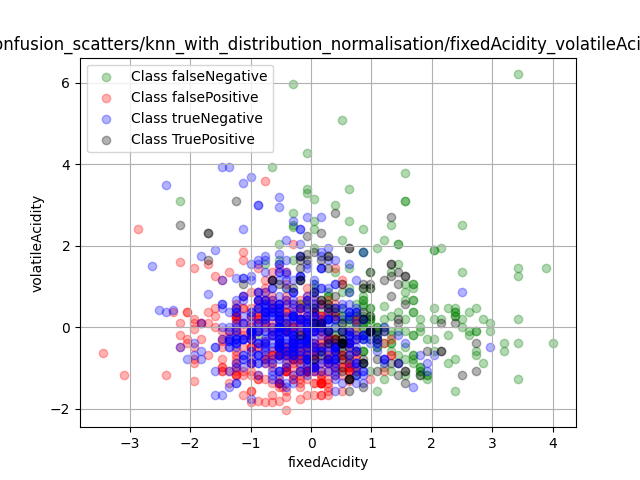 onfusion_scatters/knn_with_distribution_normalisation/fixedAcidity_volatileAci
Class falseNegative
Class falsePositive
Class trueNegative
Class TruePositive
volatileAcidity
6
4
2
0
−2
−3
−2
−1
0
1
2
3
4
fixedAcidity